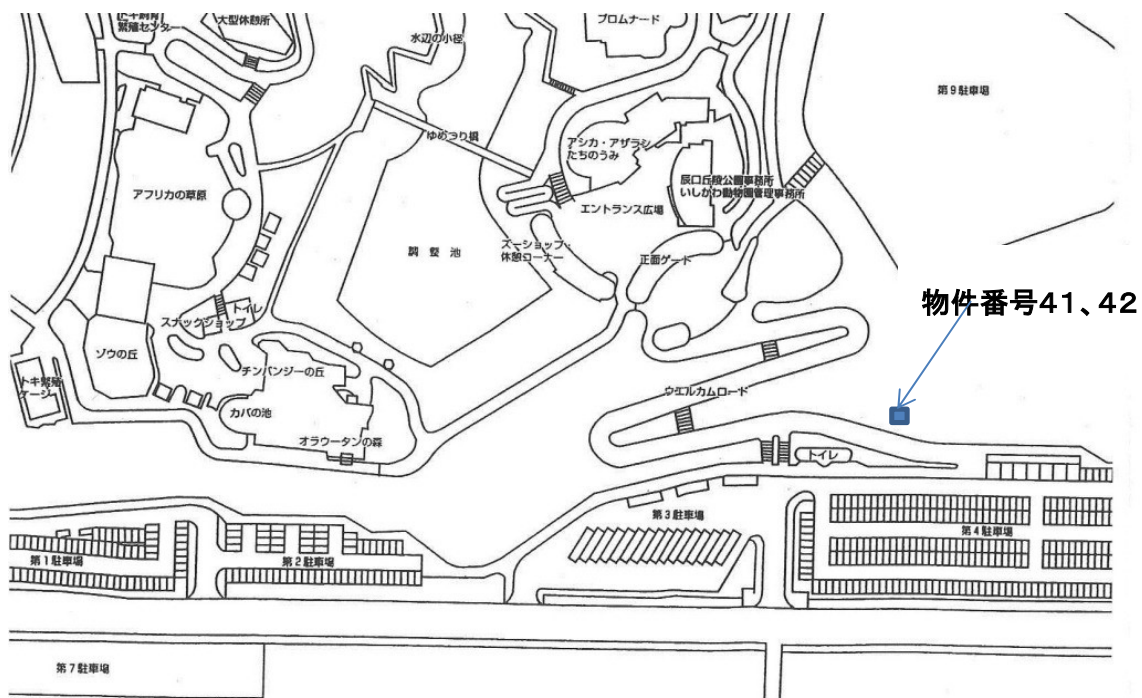 トキ飼育
繁殖センター
大型休憩所
水辺の小径
プロムナード
第9駐車場
ゆめつり橋
アシカ・アザラシ
たちのうみ
辰口丘陵公園事務所
いしかわ動物園管理事務所
アフリカの草原
エントランス広場
調整池
ズーショップ・
休憩コーナー
正面ゲート
物件番号41、42
トイレ
スナックショップ
ゾウの丘
チンパンジーの丘
トキ繁殖
ケージ
カバの池
ウエルカムロード
オラウータンの森
トイレ
第3駐車場
第4駐車場
第1駐車場
第2駐車場
第7駐車場